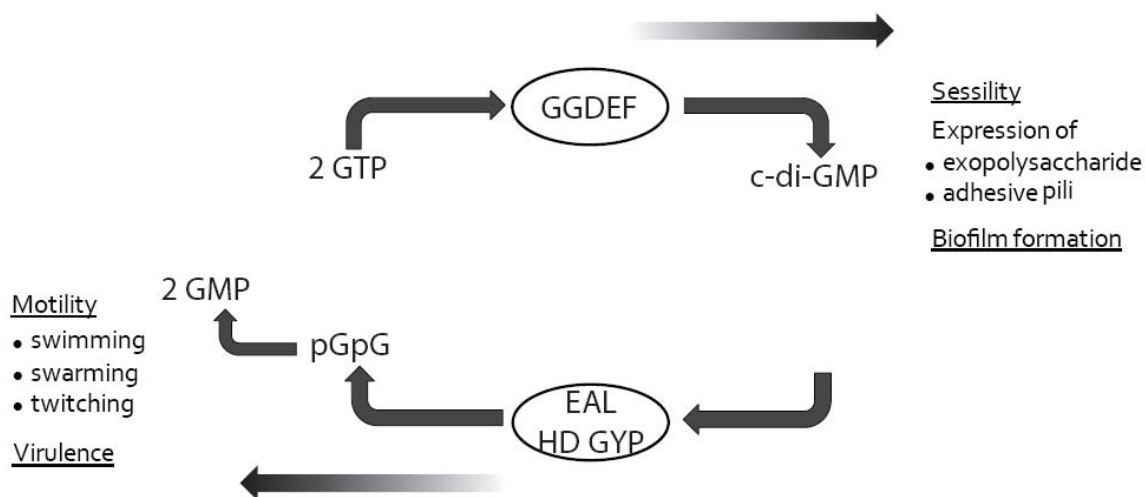 GGDEF
2 GTP
c-di-GMP
Sessility
Expression of
• exopolysaccharide
• adhesive pili
Biofilm formation
2 GMP
pGpG
Motility
• swimming
• swarming
• twitching
Virulence
EAL
HD GYP